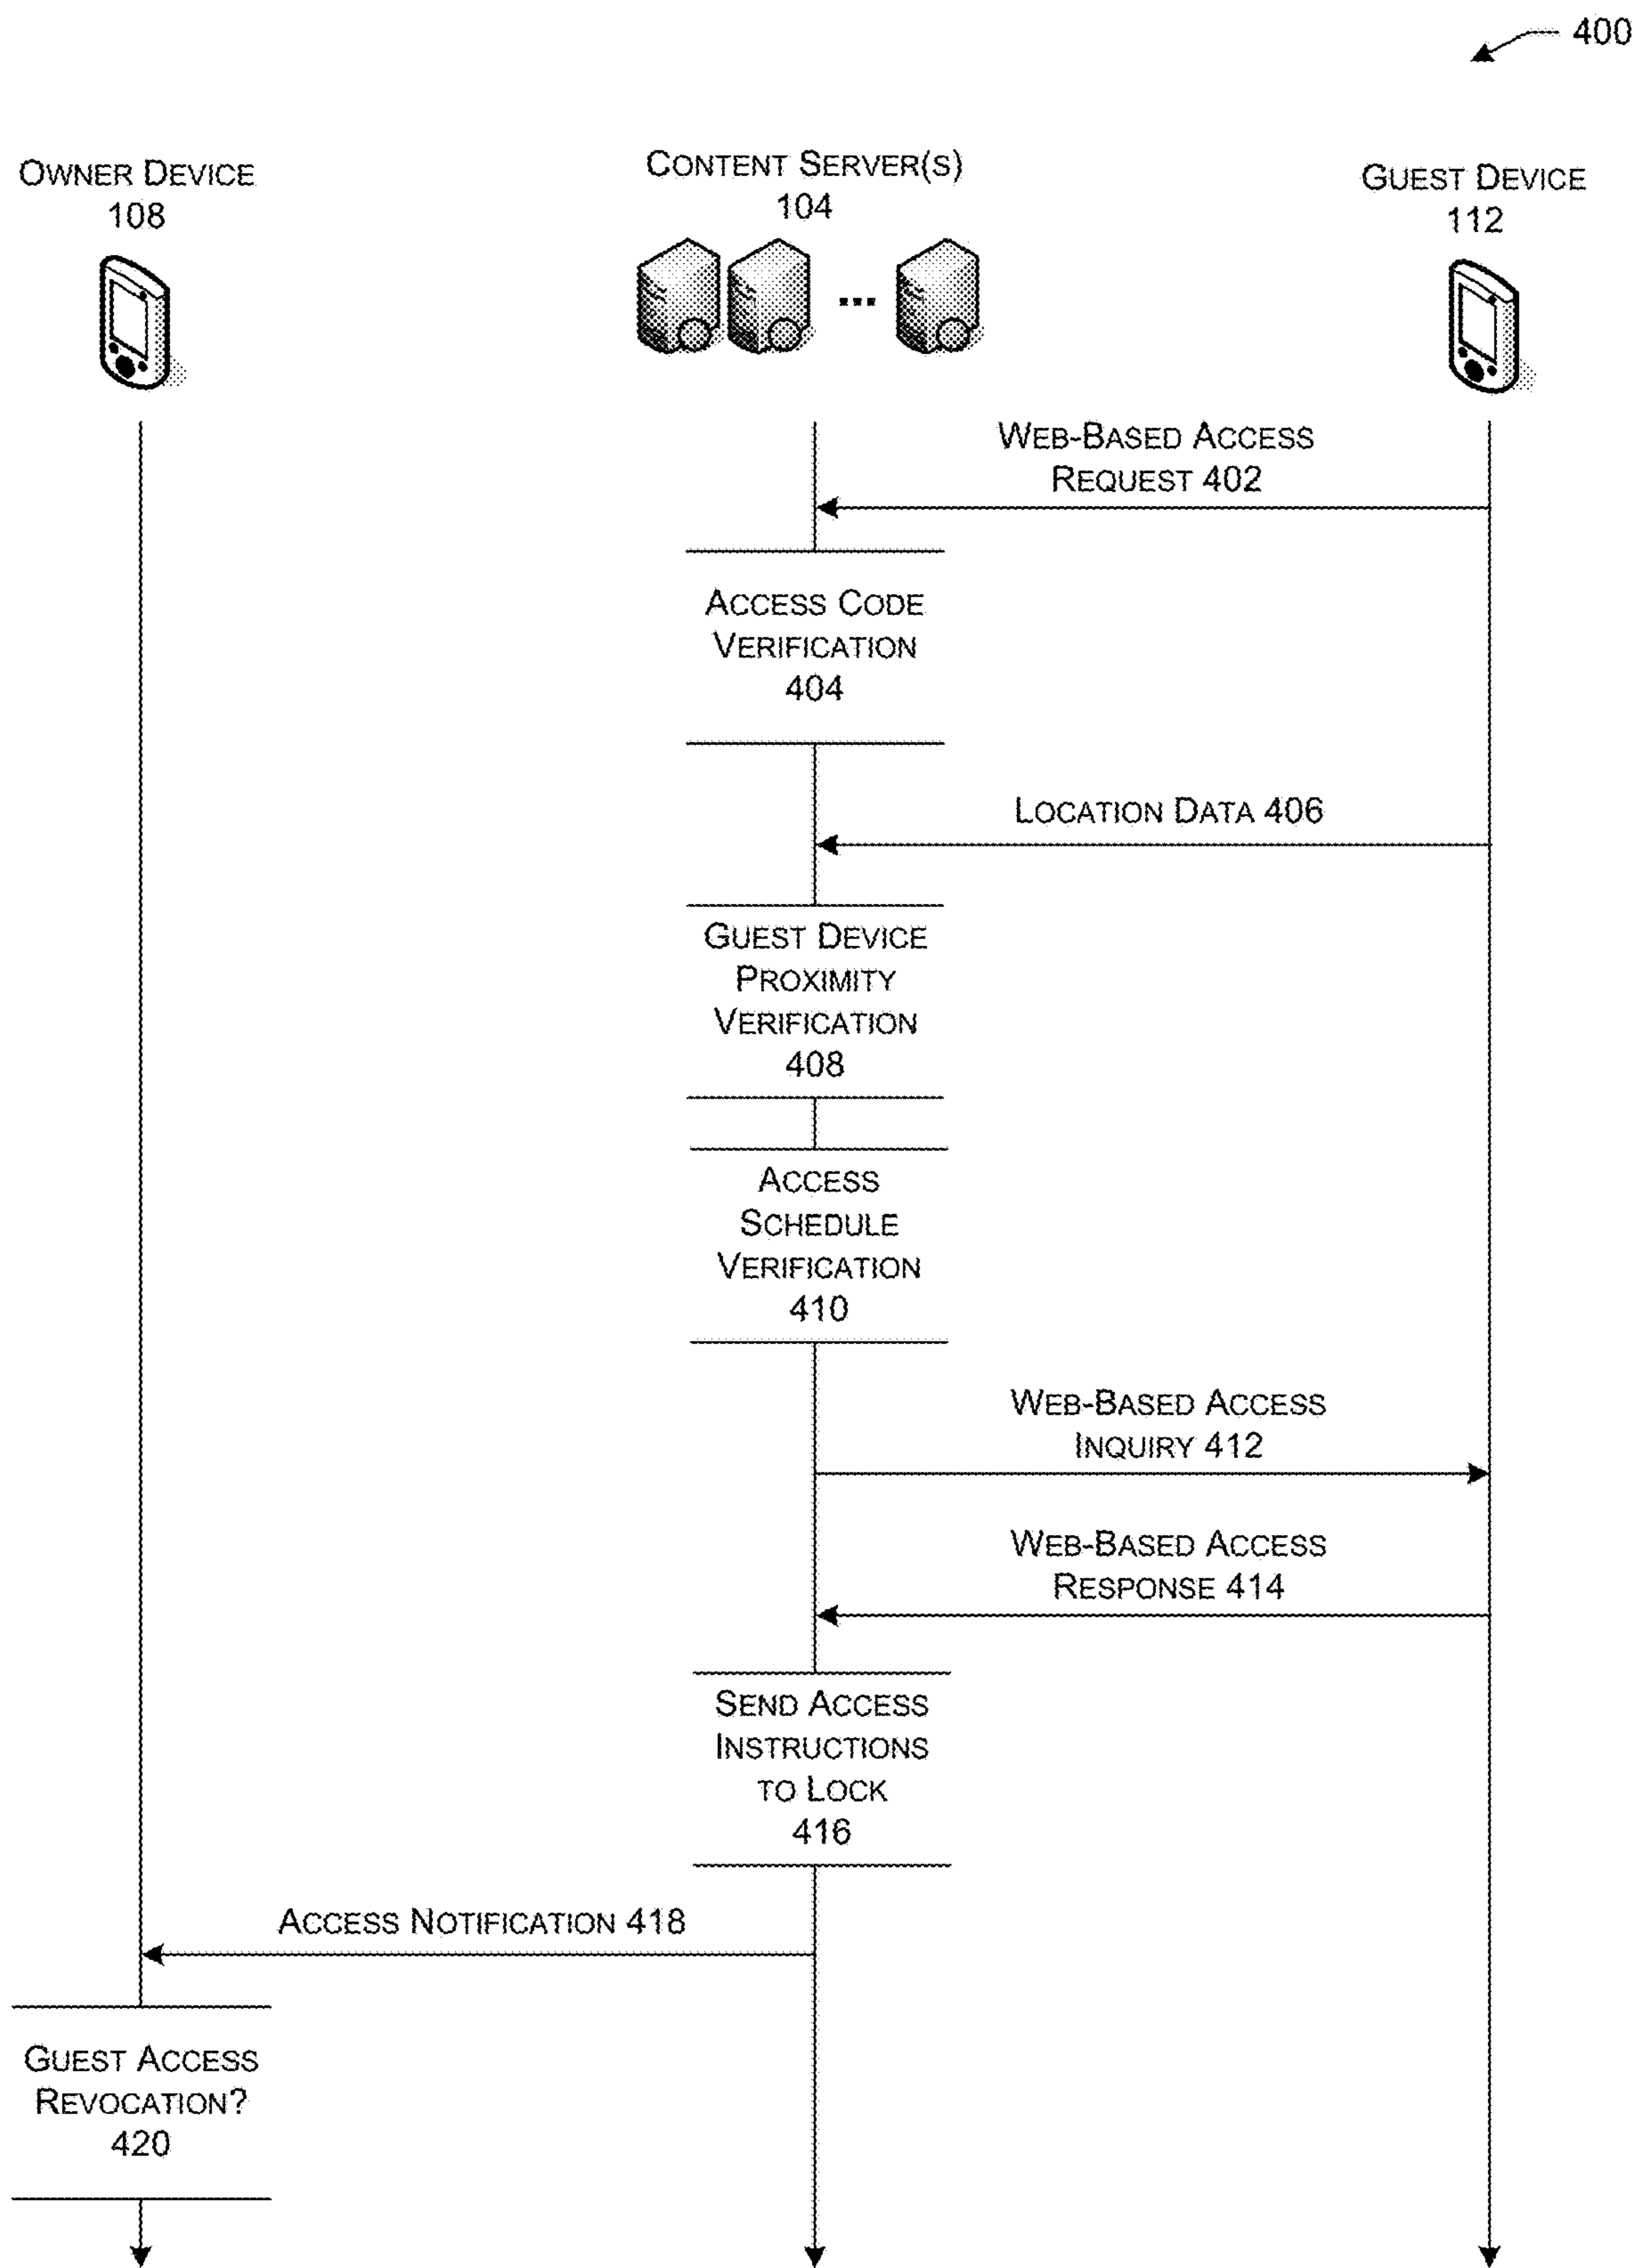 400
OWNER DEVICE
108
CONTENT SERVER(S)
104
GUEST DEVICE
112
WEB-BASED ACCESS
REQUEST 402
ACCESS CODE
VERIFICATION
404
LOCATION DATA 406
GUEST DEVICE
PROXIMITY
VERIFICATION
408
ACCESS
SCHEDULE
VERIFICATION
410
WEB-BASED ACCESS
INQUIRY 412
WEB-BASED ACCESS
RESPONSE 414
SEND ACCESS
INSTRUCTIONS
TO LOCK
416
ACCESS NOTIFICATION 418
GUEST ACCESS
REVOCATION?
420